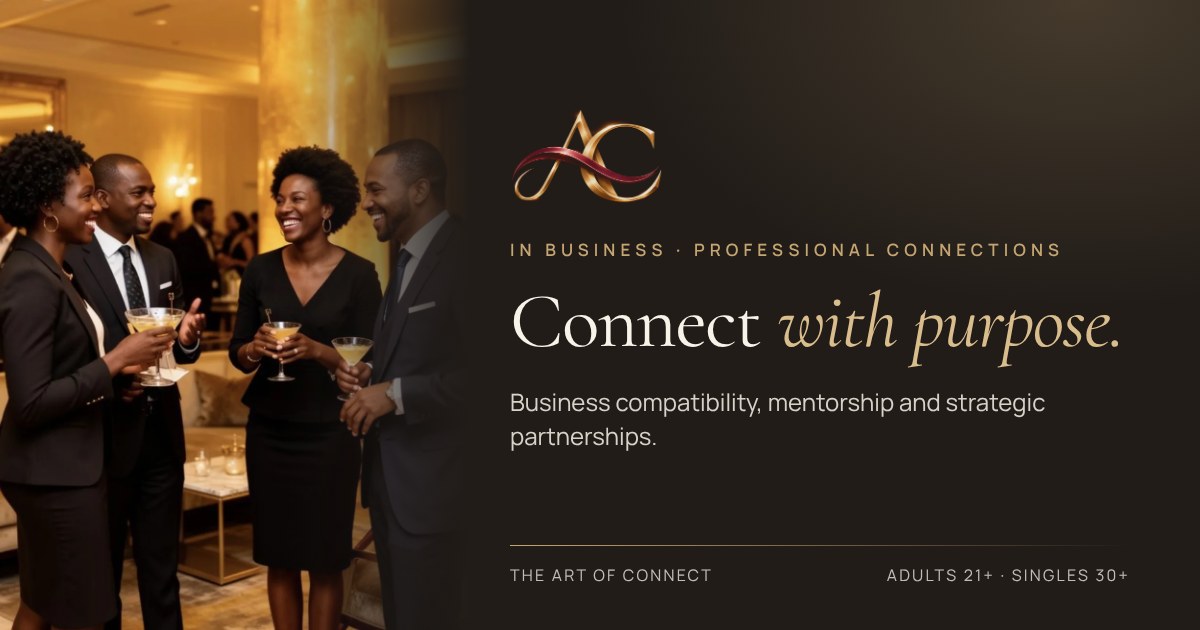 AC
IN BUSINESS · PROFESSIONAL CONNECTIONS
Connect with purpose.
Business compatibility, mentorship and strategic
partnerships.
THE ART OF CONNECT
ADULTS 21+ · SINGLES 30+